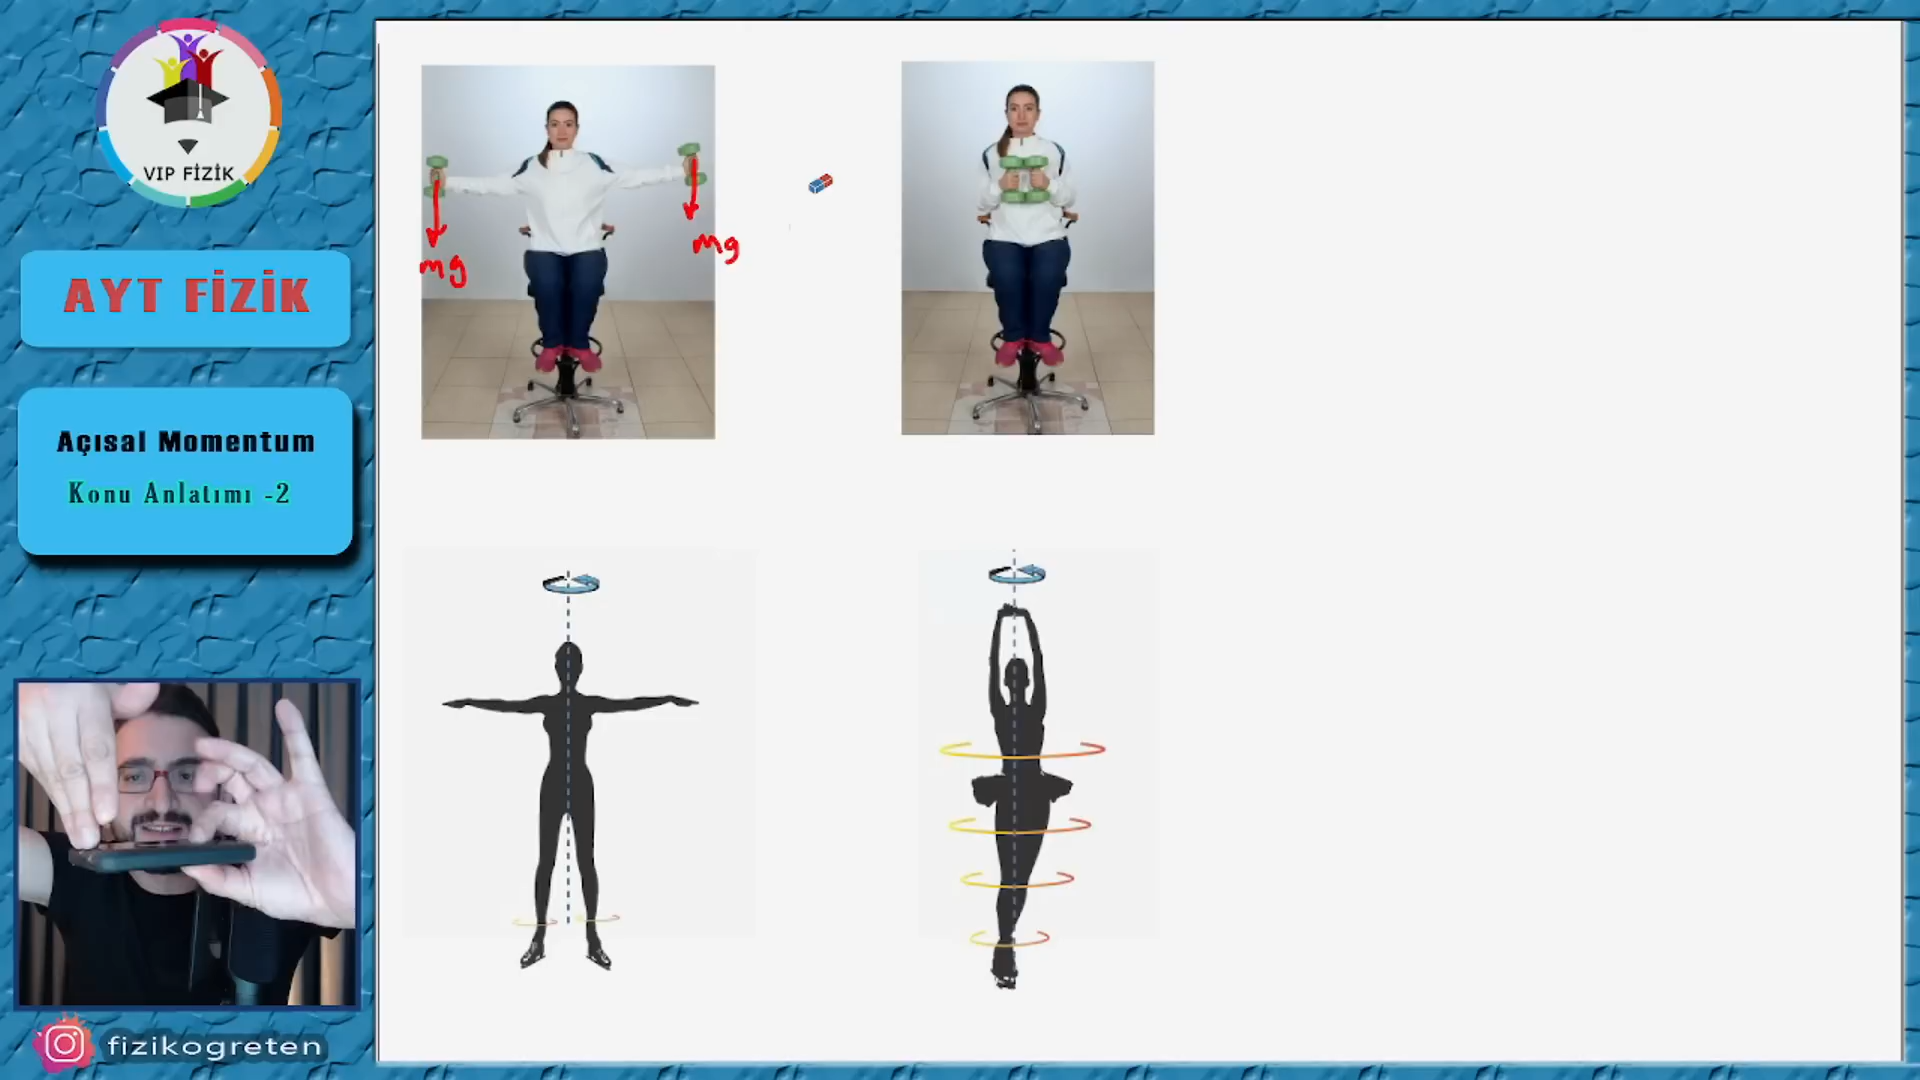 VIP FİZİK
AYT FİZİK
Açısal Momentum
Konu Anlatımı -2
fizikogreten
mg
mg